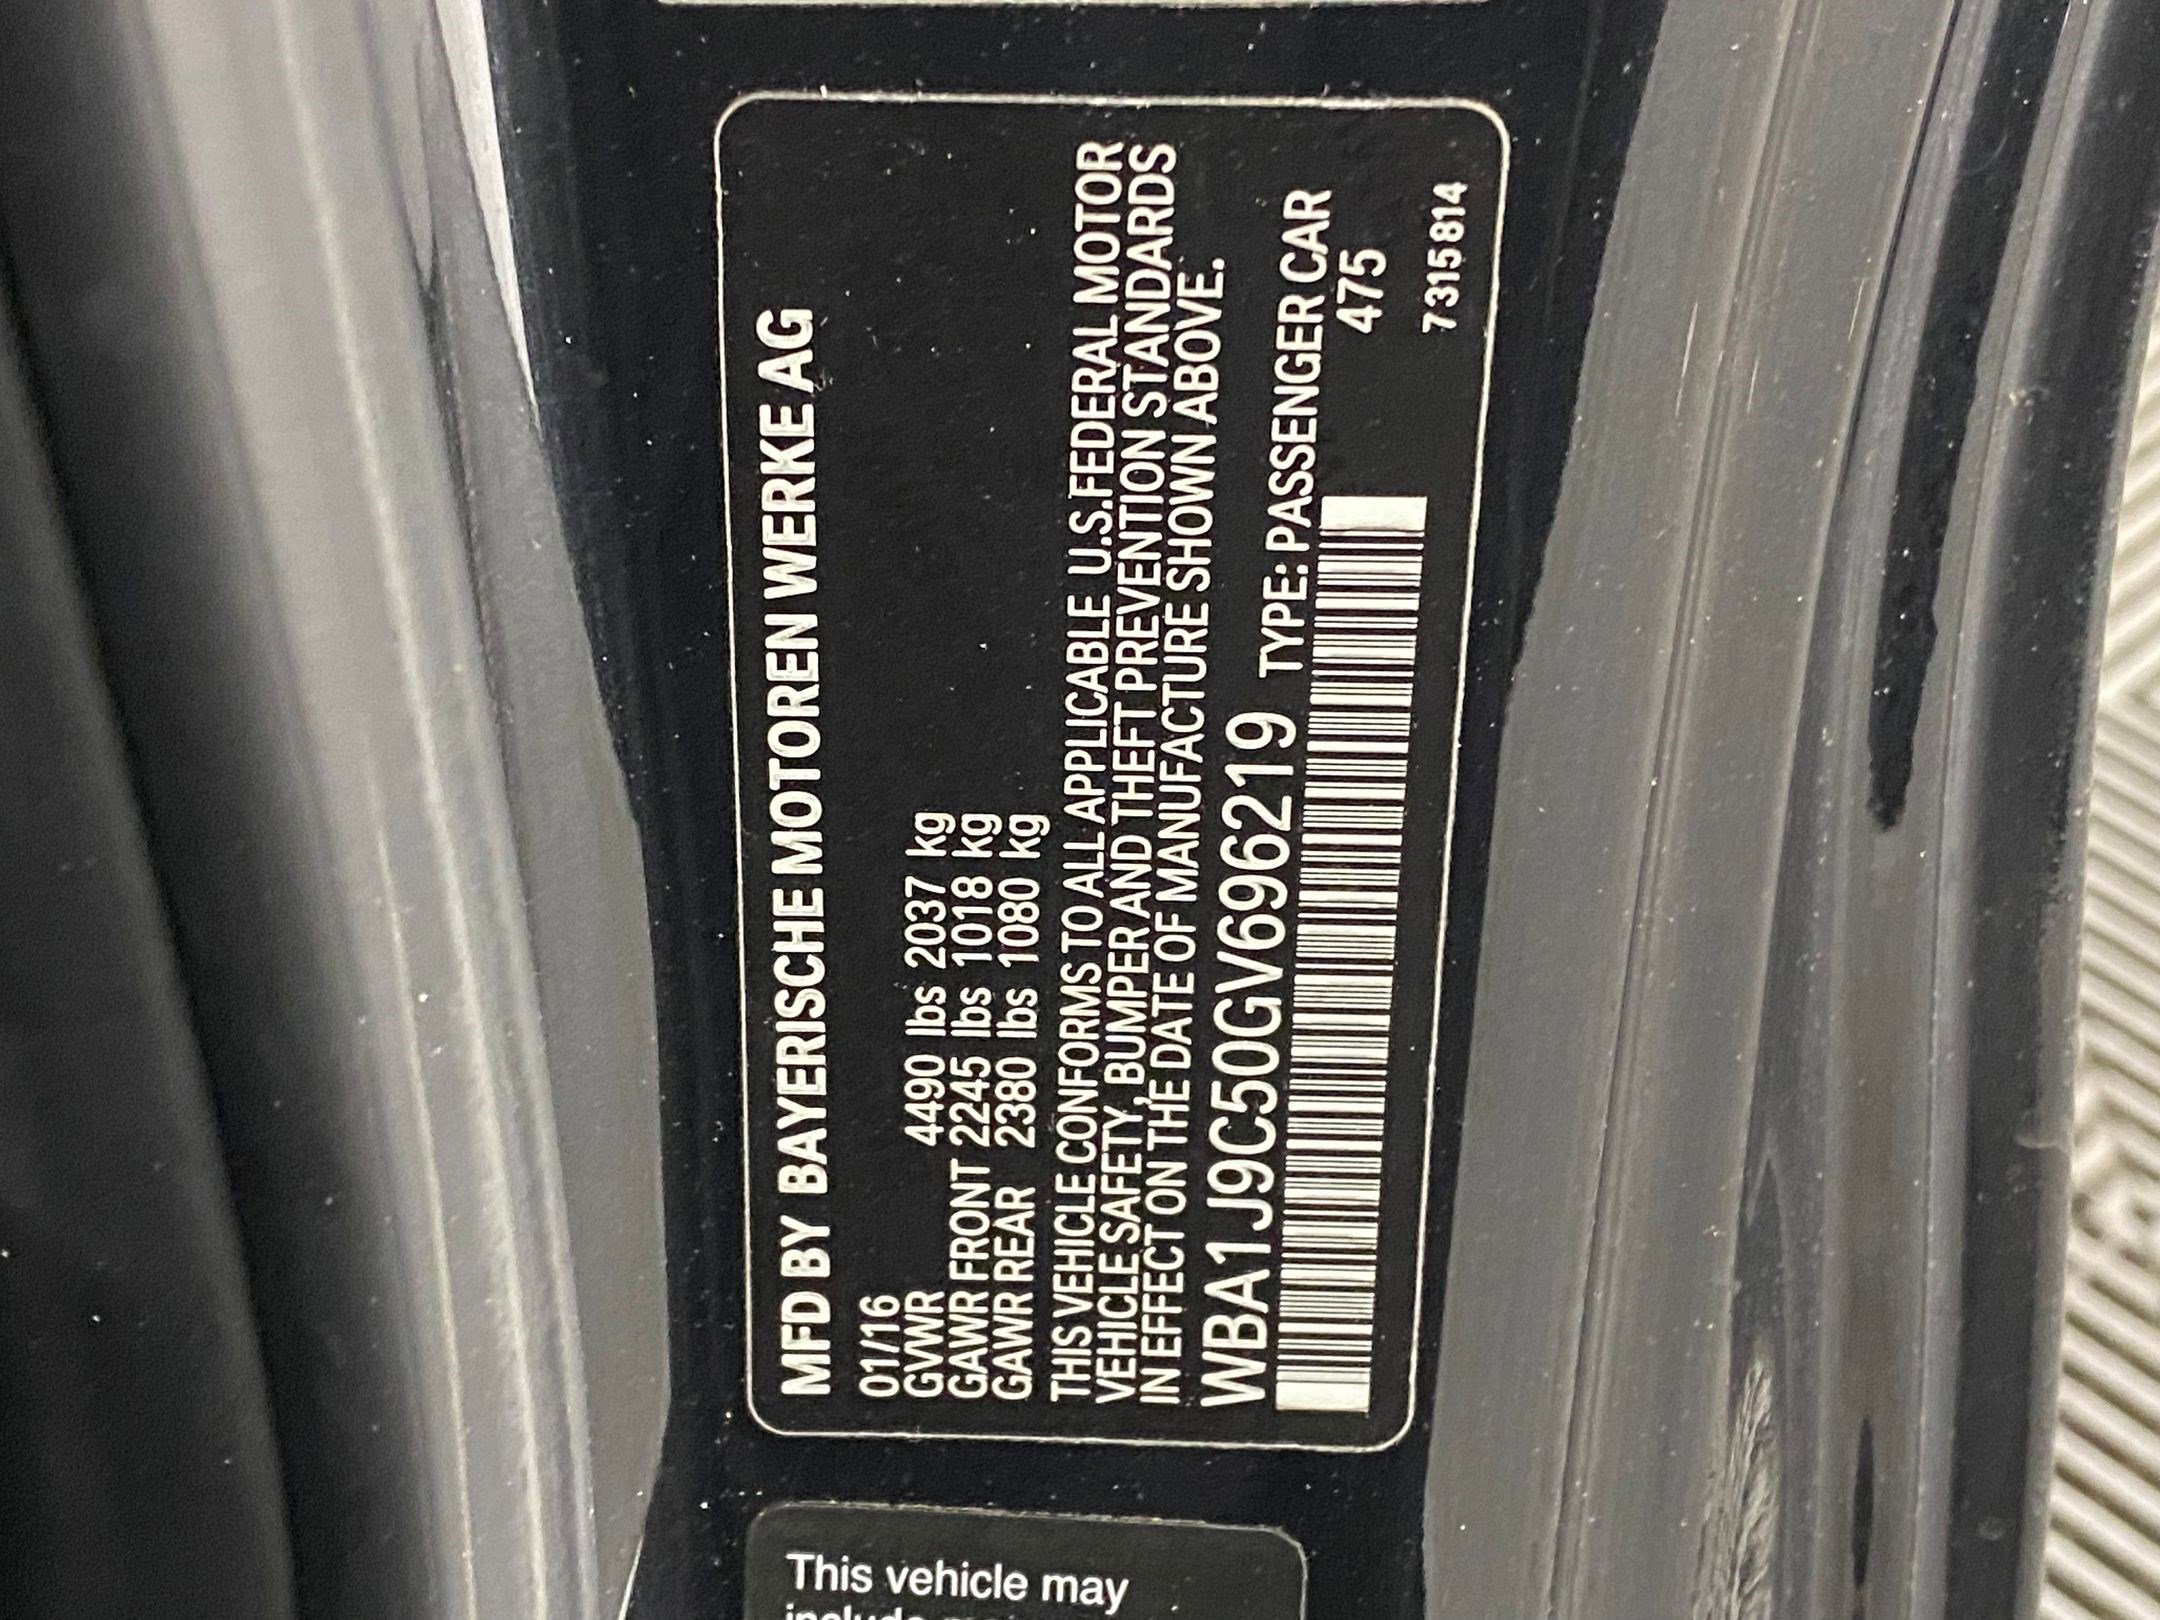 MFD BY BAYERISCHE MOTOREN WERKE AG
01/16
GVWR 4490 lbs 2037 kg
GAWR FRONT 2245 lbs 1018 kg
GAWR REAR 2380 lbs 1080 kg
THIS VEHICLE CONFORMS TO ALL APPLICABLE U.S.FEDERAL MOTOR
VEHICLE SAFETY, BUMPER AND THEFT PREVENTION STANDARDS
IN EFFECT ON THE DATE OF MANUFACTURE SHOWN ABOVE.
WBA1J9C50GV696219 TYPE: PASSENGER CAR
475
7 315 814
This vehicle may